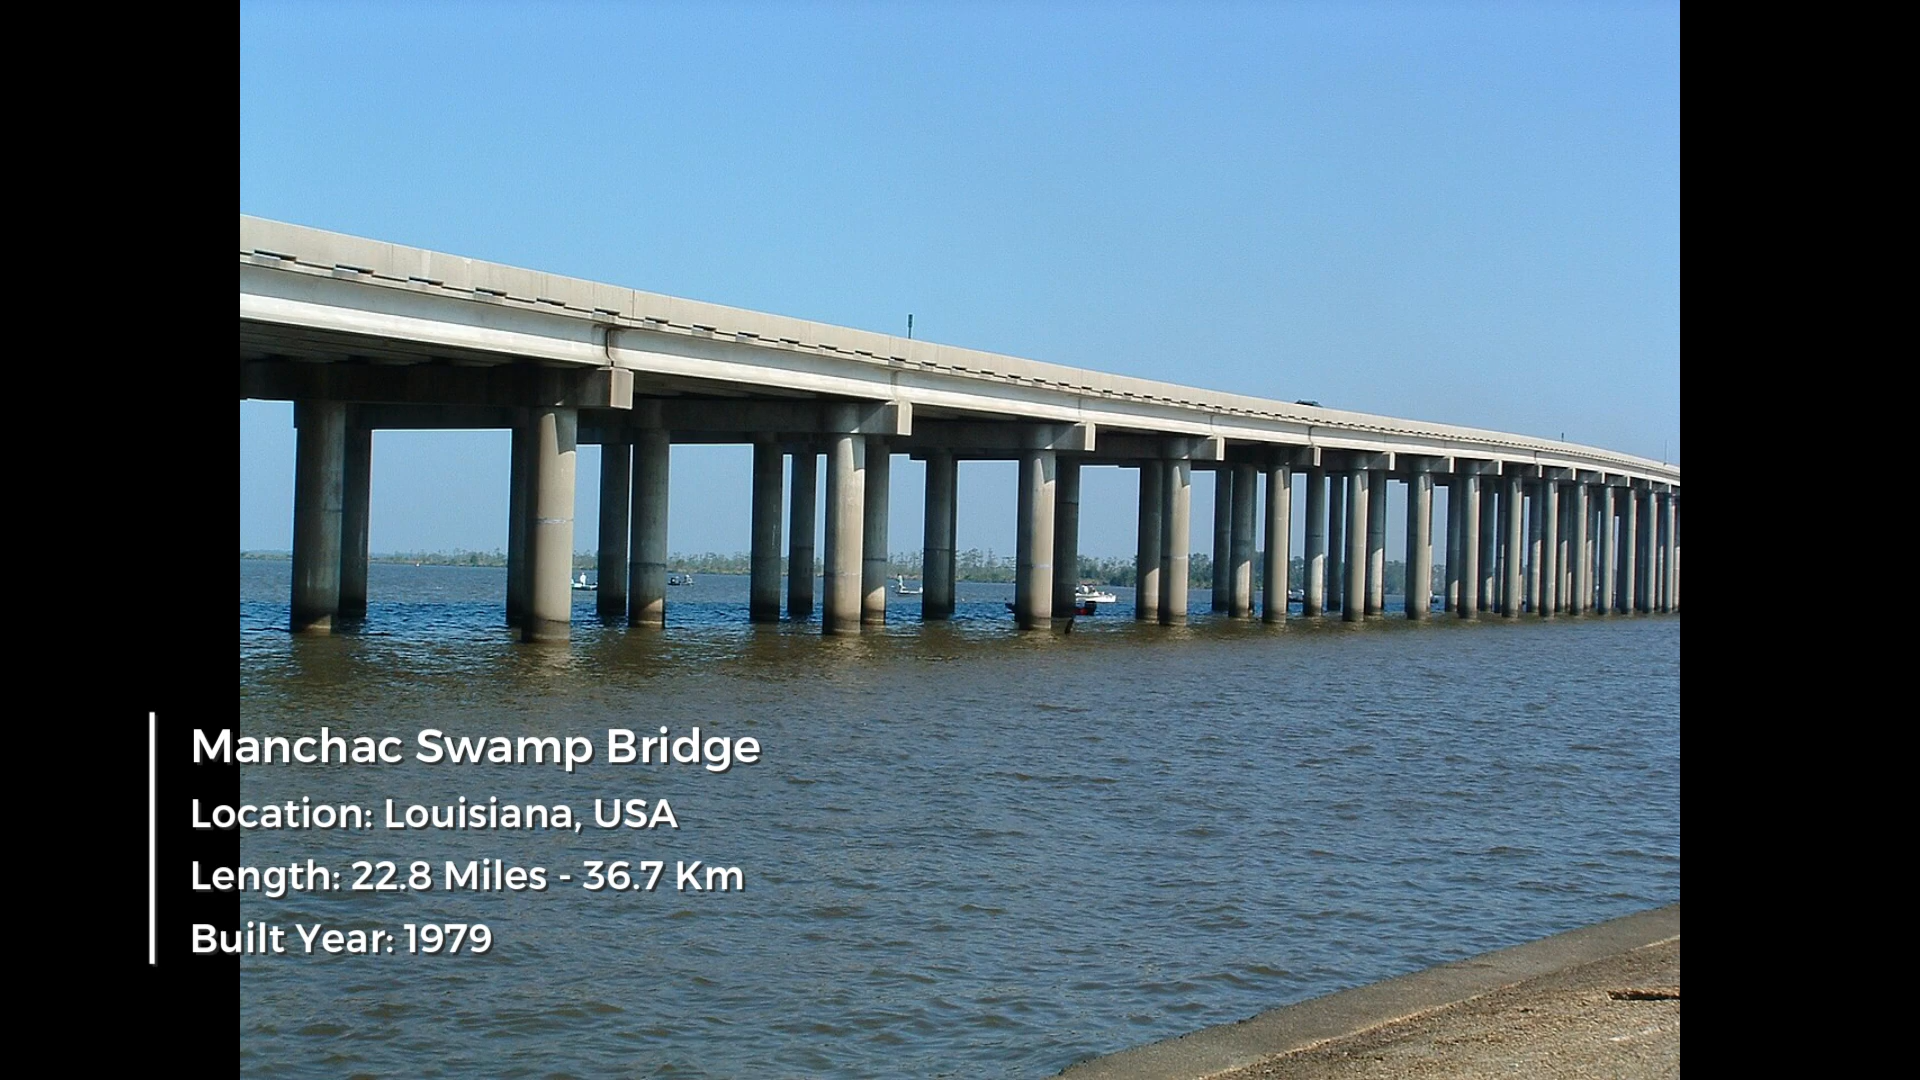 Manchac Swamp Bridge
Location: Louisiana, USA
Length: 22.8 Miles - 36.7 Km
Built Year: 1979